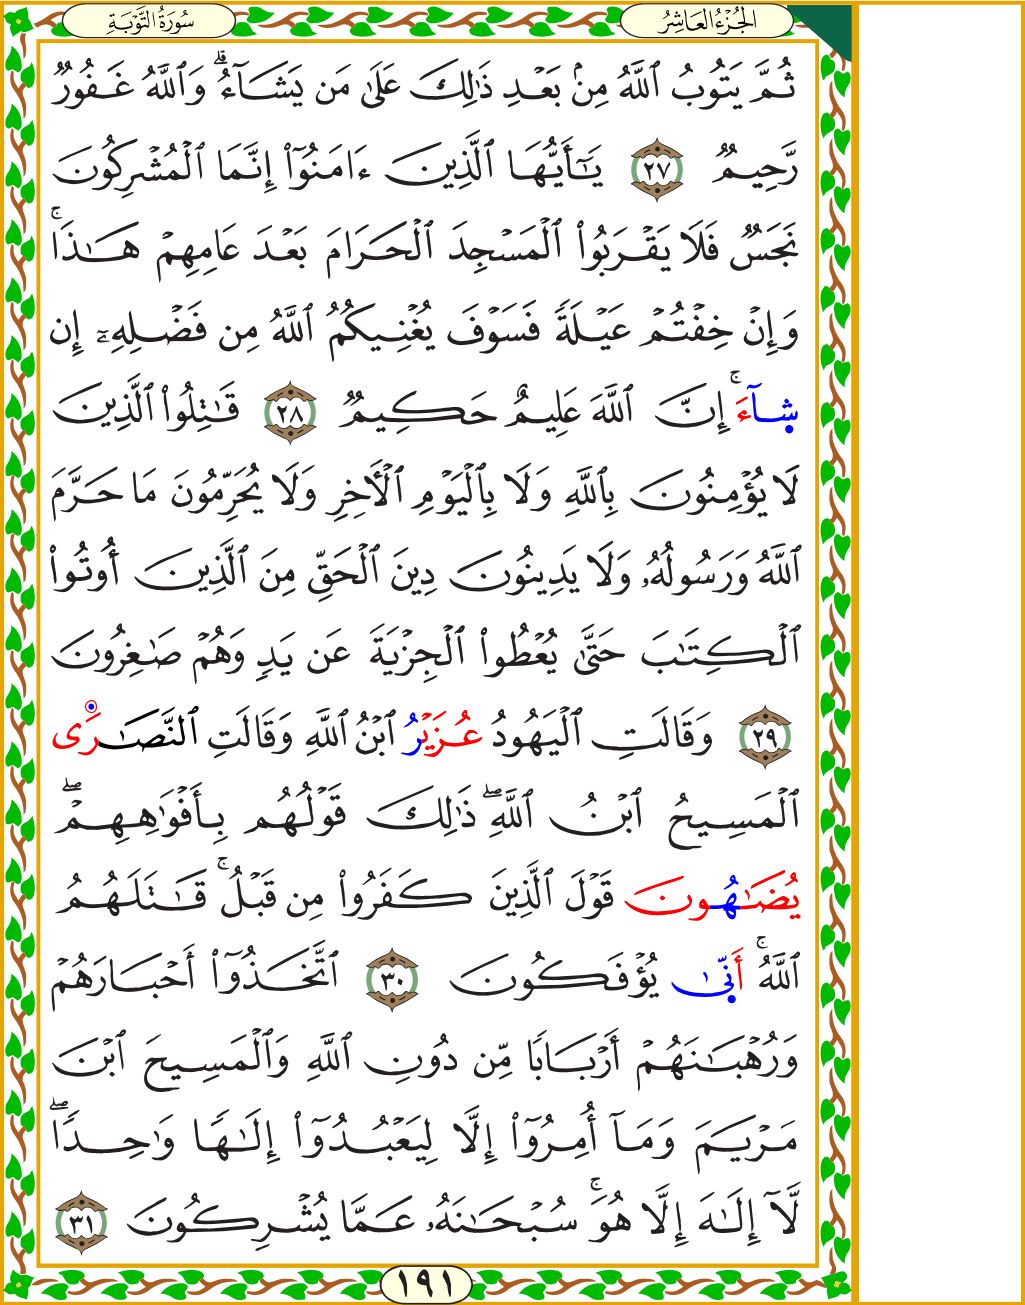 سُورَةُ التَّوْبَةِ
الجُزْءُ العَاشِرُ
ثُمَّ يَتُوبُ ٱللَّهُ مِنۢ بَعْدِ ذَٰلِكَ عَلَىٰ مَن يَشَآءُۗ وَٱللَّهُ غَفُورٌ
رَّحِيمٌ ٢٧ يَٰٓأَيُّهَا ٱلَّذِينَ ءَامَنُوٓاْ إِنَّمَا ٱلْمُشْرِكُونَ
نَجَسٌ فَلَا يَقْرَبُواْ ٱلْمَسْجِدَ ٱلْحَرَامَ بَعْدَ عَامِهِمْ هَٰذَاۚ
وَإِنْ خِفْتُمْ عَيْلَةً فَسَوْفَ يُغْنِيكُمُ ٱللَّهُ مِن فَضْلِهِۦٓ إِن
شَآءَۚ إِنَّ ٱللَّهَ عَلِيمٌ حَكِيمٌ ٢٨ قَٰتِلُواْ ٱلَّذِينَ
لَا يُؤْمِنُونَ بِٱللَّهِ وَلَا بِٱلْيَوْمِ ٱلْأٓخِرِ وَلَا يُحَرِّمُونَ مَا حَرَّمَ
ٱللَّهُ وَرَسُولُهُۥ وَلَا يَدِينُونَ دِينَ ٱلْحَقِّ مِنَ ٱلَّذِينَ أُوتُواْ
ٱلْكِتَٰبَ حَتَّىٰ يُعْطُواْ ٱلْجِزْيَةَ عَن يَدٍ وَهُمْ صَٰغِرُونَ
٢٩ وَقَالَتِ ٱلْيَهُودُ عُزَيْرُ ٱبْنُ ٱللَّهِ وَقَالَتِ ٱلنَّصَٰرَى
ٱلْمَسِيحُ ٱبْنُ ٱللَّهِۖ ذَٰلِكَ قَوْلُهُم بِأَفْوَٰهِهِمْۖ
يُضَٰهُونَ قَوْلَ ٱلَّذِينَ كَفَرُواْ مِن قَبْلُۚ قَٰتَلَهُمُ
ٱللَّهُۚ أَنِّىٰ يُؤْفَكُونَ ٣٠ ٱتَّخَذُوٓاْ أَحْبَارَهُمْ
وَرُهْبَٰنَهُمْ أَرْبَابًا مِّن دُونِ ٱللَّهِ وَٱلْمَسِيحَ ٱبْنَ
مَرْيَمَ وَمَآ أُمِرُوٓاْ إِلَّا لِيَعْبُدُوٓاْ إِلَٰهًا وَٰحِدًاۖ
لَّآ إِلَٰهَ إِلَّا هُوَۚ سُبْحَٰنَهُۥ عَمَّا يُشْرِكُونَ ٣١
١٩١